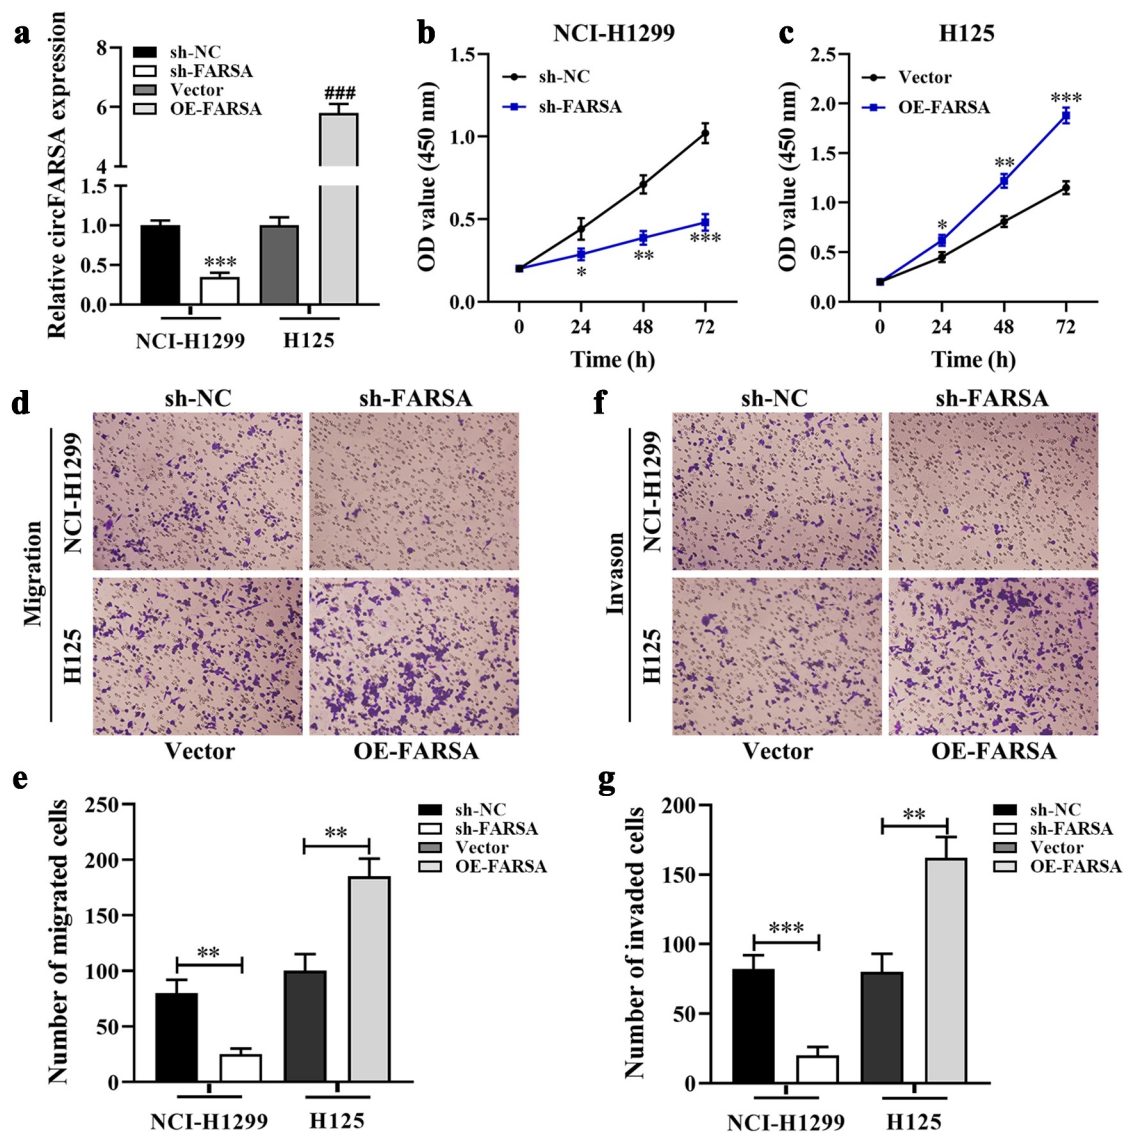 a
Relative circFARSA expression
8
6
4
1.5
1.0
0.5
0.0
sh-NC
sh-FARSA
Vector
OE-FARSA
***
###
NCI-H1299
H125
b
NCI-H1299
OD value (450 nm)
1.5
1.0
0.5
0.0
sh-NC
sh-FARSA
*
**
***
0 24 48 72
Time (h)
c
H125
OD value (450 nm)
2.5
2.0
1.5
1.0
0.5
0.0
Vector
OE-FARSA
*
**
***
0 24 48 72
Time (h)
d
sh-NC sh-FARSA
Migration
NCI-H1299
H125
Vector OE-FARSA
f
sh-NC sh-FARSA
Invason
NCI-H1299
H125
Vector OE-FARSA
e
Number of migrated cells
250
200
150
100
50
0
**
**
sh-NC
sh-FARSA
Vector
OE-FARSA
NCI-H1299
H125
g
Number of invaded cells
200
150
100
50
0
***
**
sh-NC
sh-FARSA
Vector
OE-FARSA
NCI-H1299
H125